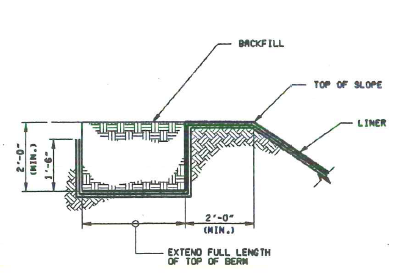 BACKFILL
TOP OF SLOPE
LINER
2'-0"
(MIN.)
1'-6"
2'-0"
(MIN.)
EXTEND FULL LENGTH
OF TOP OF BERM